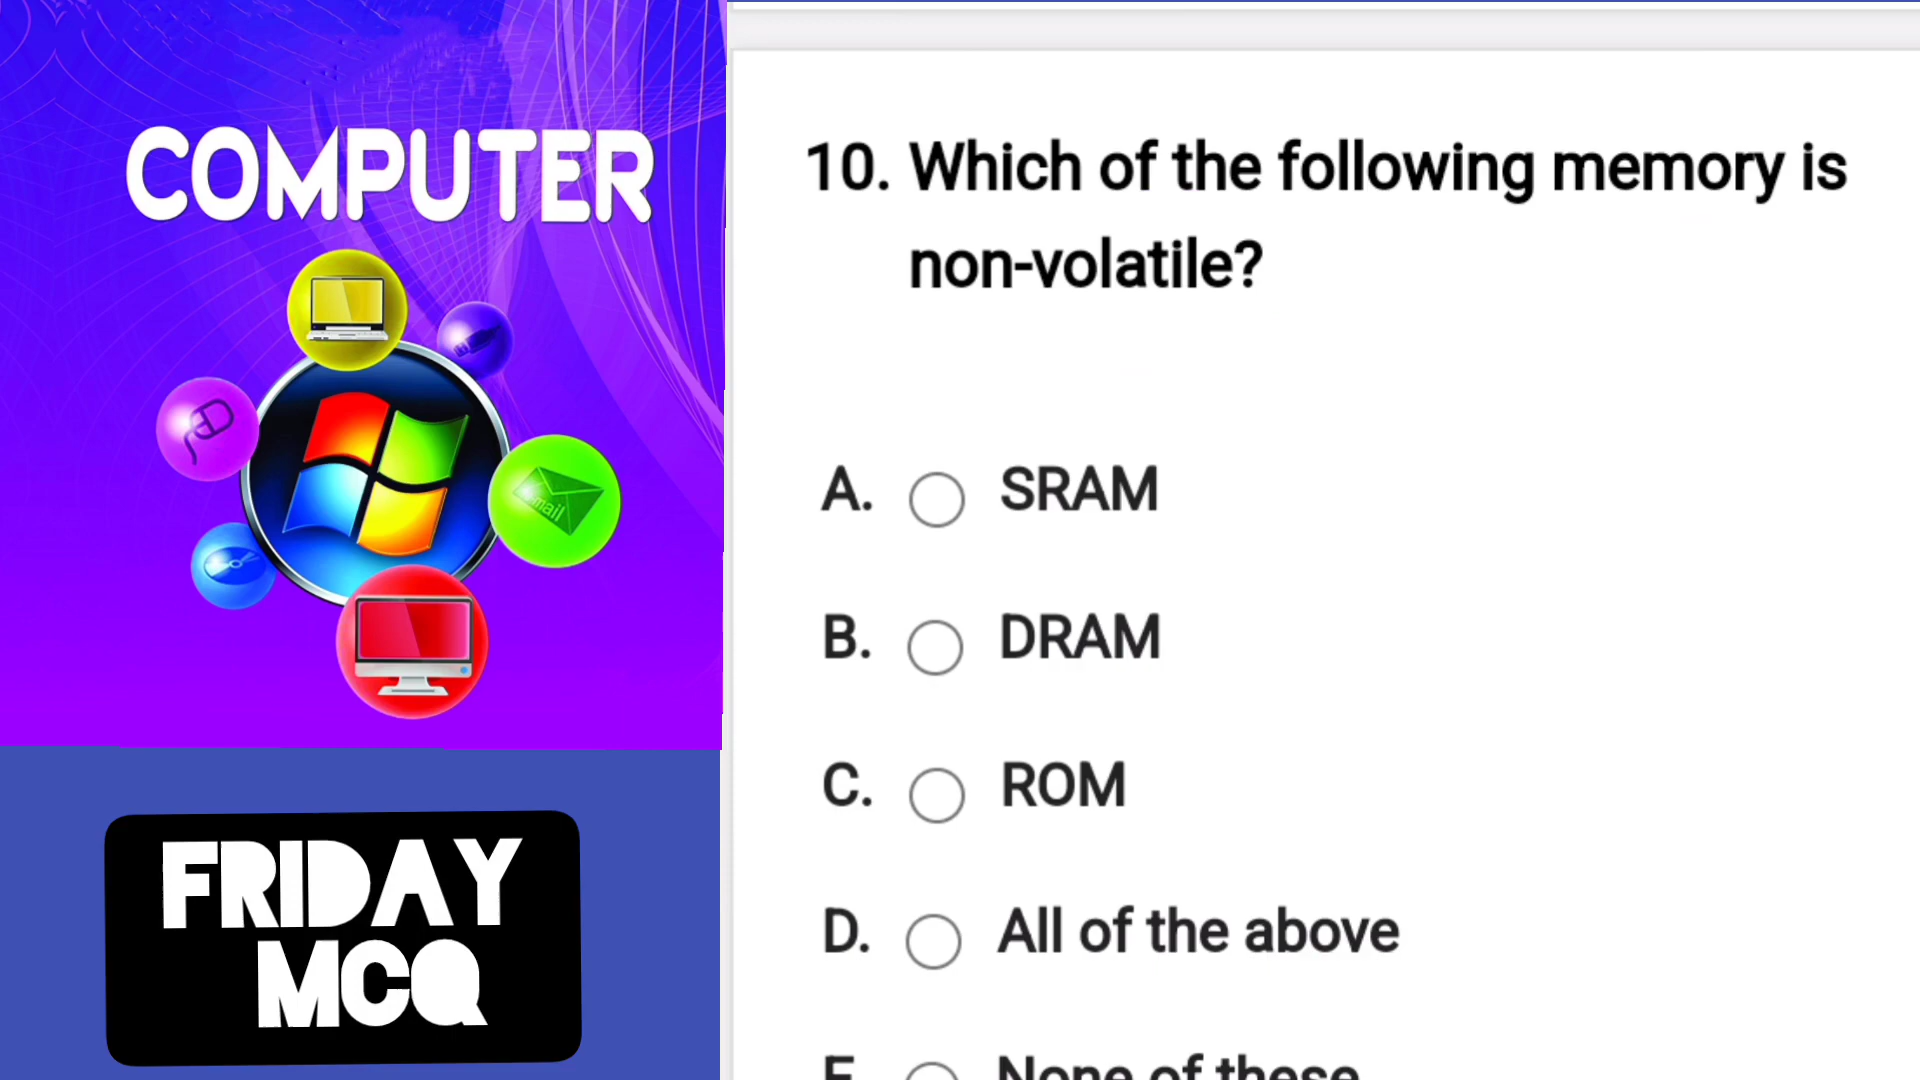 COMPUTER
mail
FRIDAY
MCQ
10. Which of the following memory is
non-volatile?
A. SRAM
B. DRAM
C. ROM
D. All of the above
E. None of these